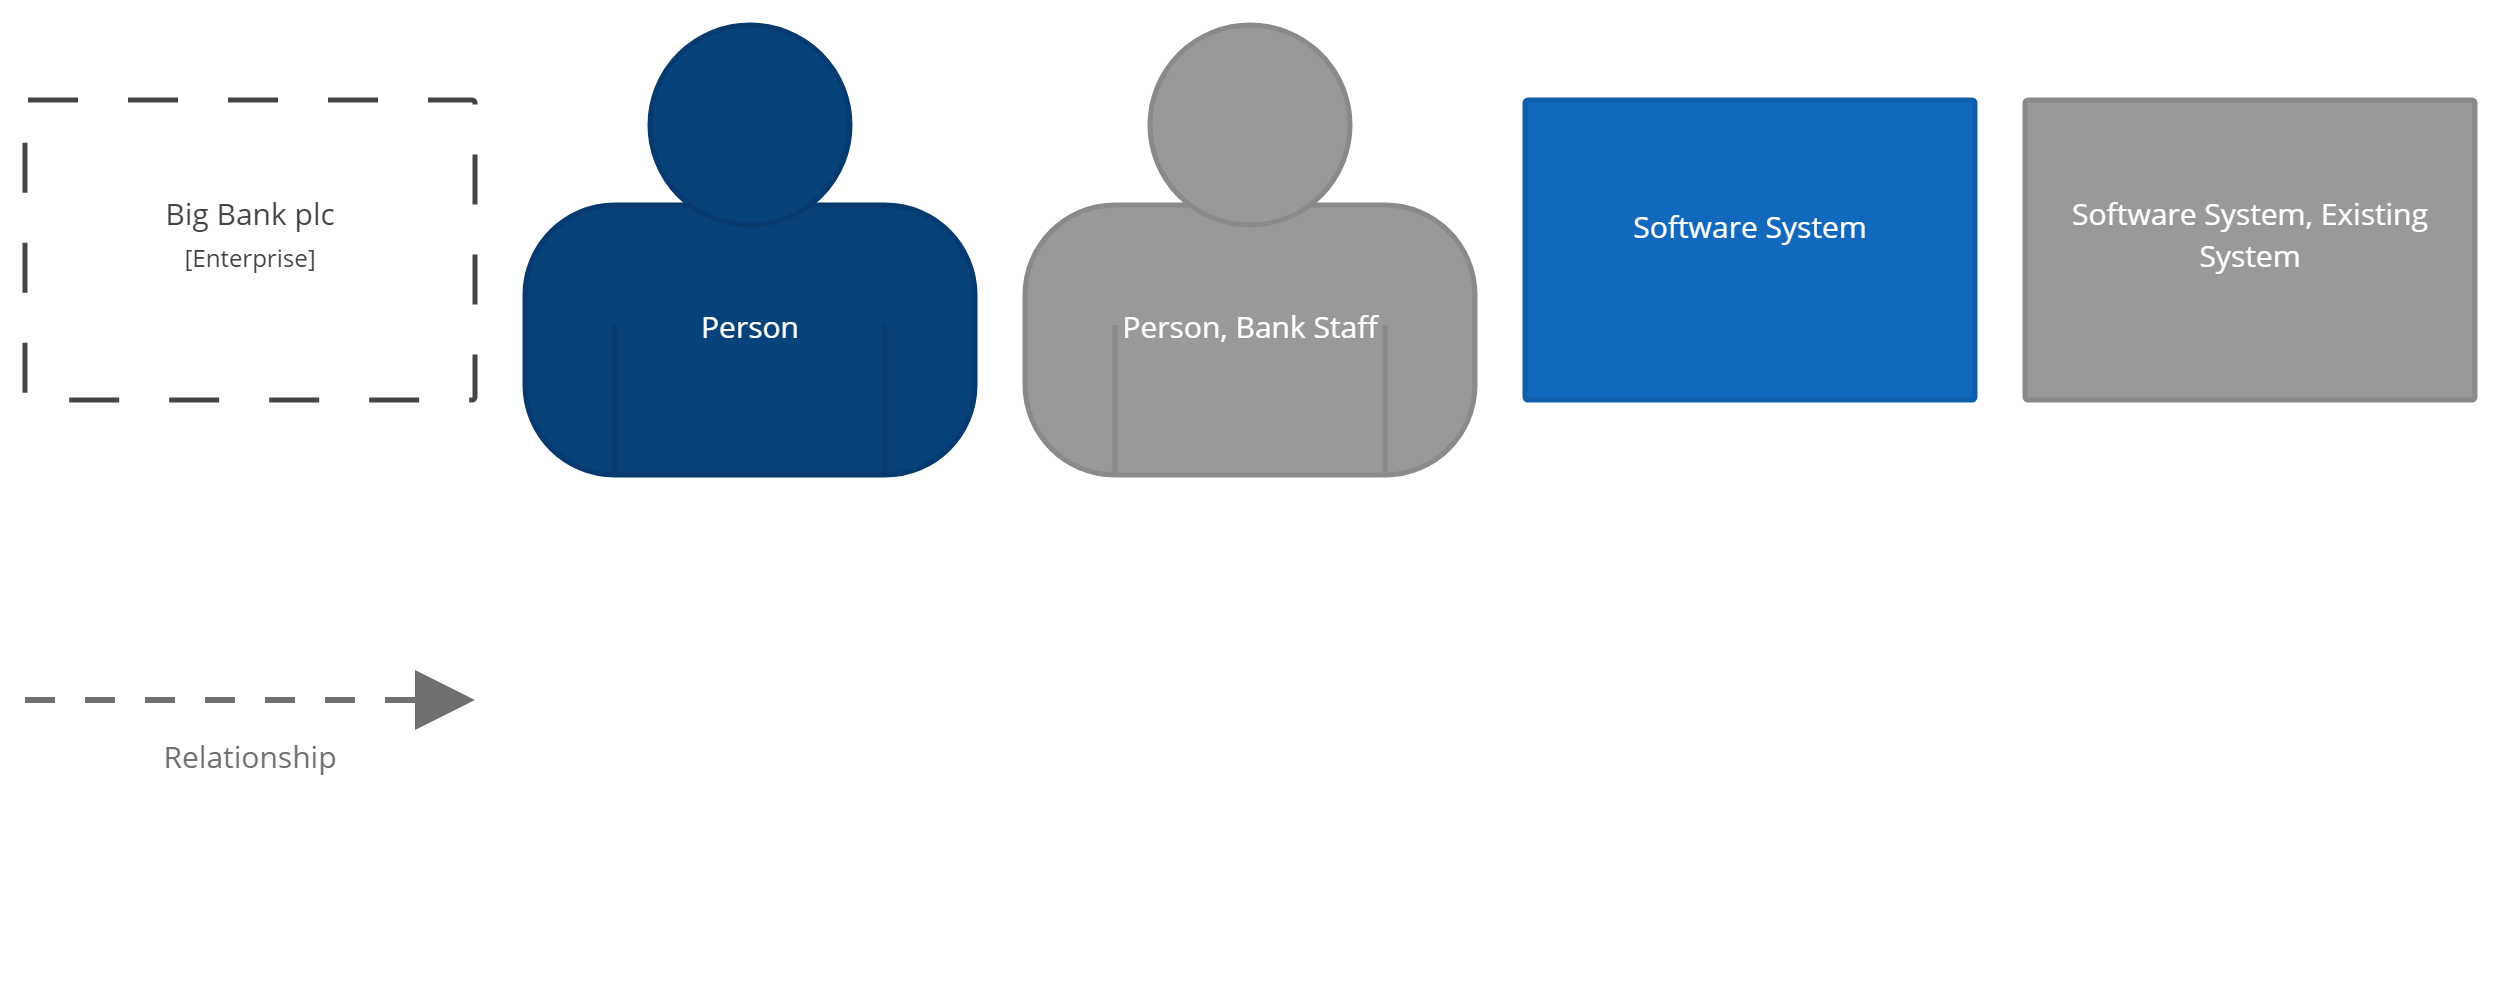 Big Bank plc
[Enterprise]
Person
Person, Bank Staff
Software System
Software System, Existing
System
Relationship